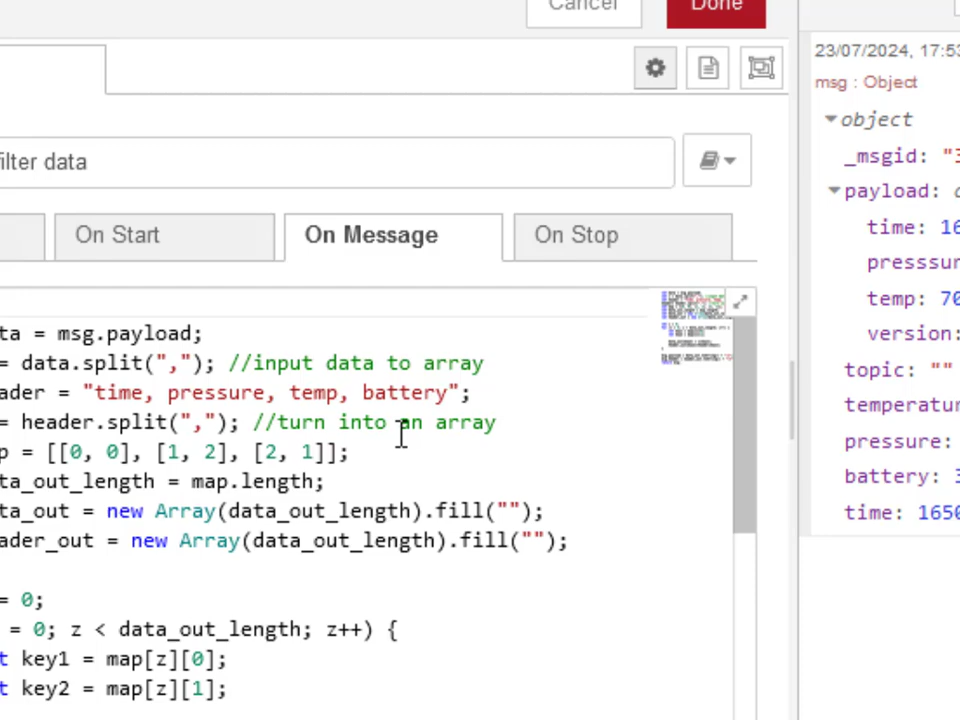 Cancel
Done
filter data
On Start
On Message
On Stop
ta = msg.payload;
= data.split(","); //input data to array
ader = "time, pressure, temp, battery";
= header.split(","); //turn into an array
p = [[0, 0], [1, 2], [2, 1]];
ta_out_length = map.length;
ta_out = new Array(data_out_length).fill("");
ader_out = new Array(data_out_length).fill("");
= 0;
= 0; z < data_out_length; z++) {
t key1 = map[z][0];
t key2 = map[z][1];
23/07/2024, 17:53
msg : Object
object
_msgid: "3
payload:
time: 16
presssur
temp: 70
version:
topic: ""
temperatur
pressure:
battery: 3
time: 1650